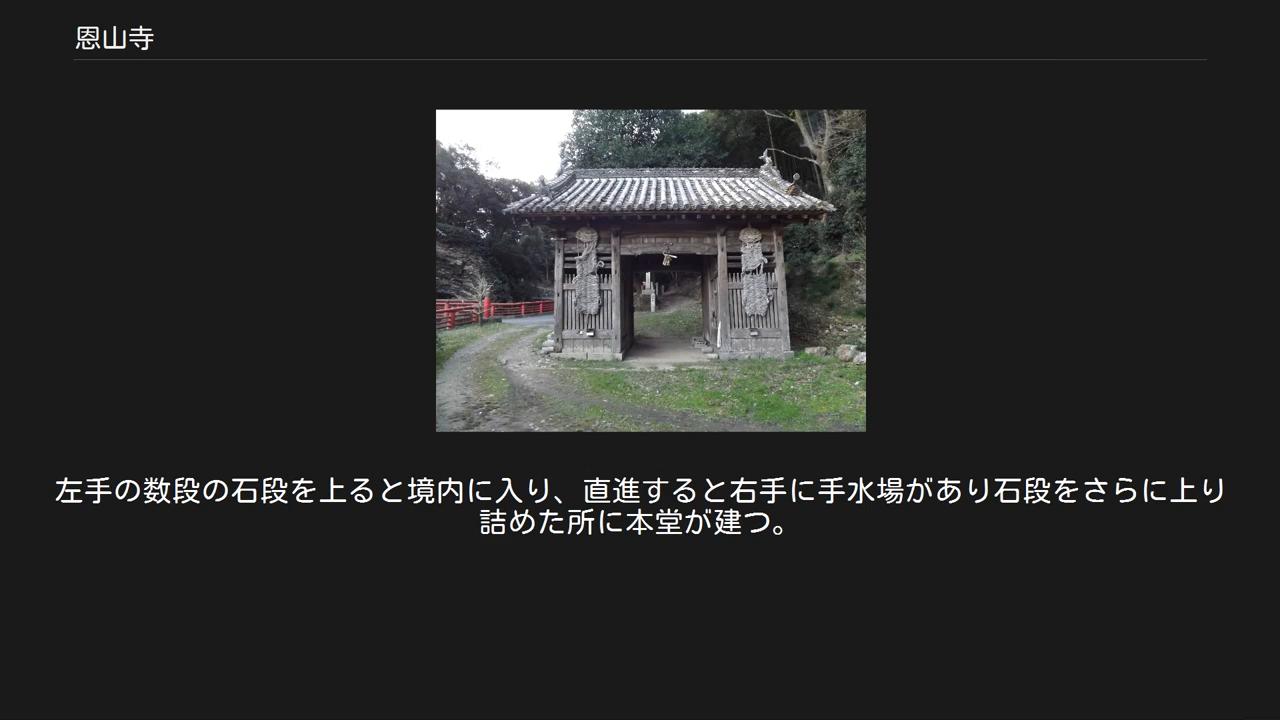 恩山寺
左手の数段の石段を上ると境内に入り、直進すると右手に手水場があり石段をさらに上り
詰めた所に本堂が建つ。